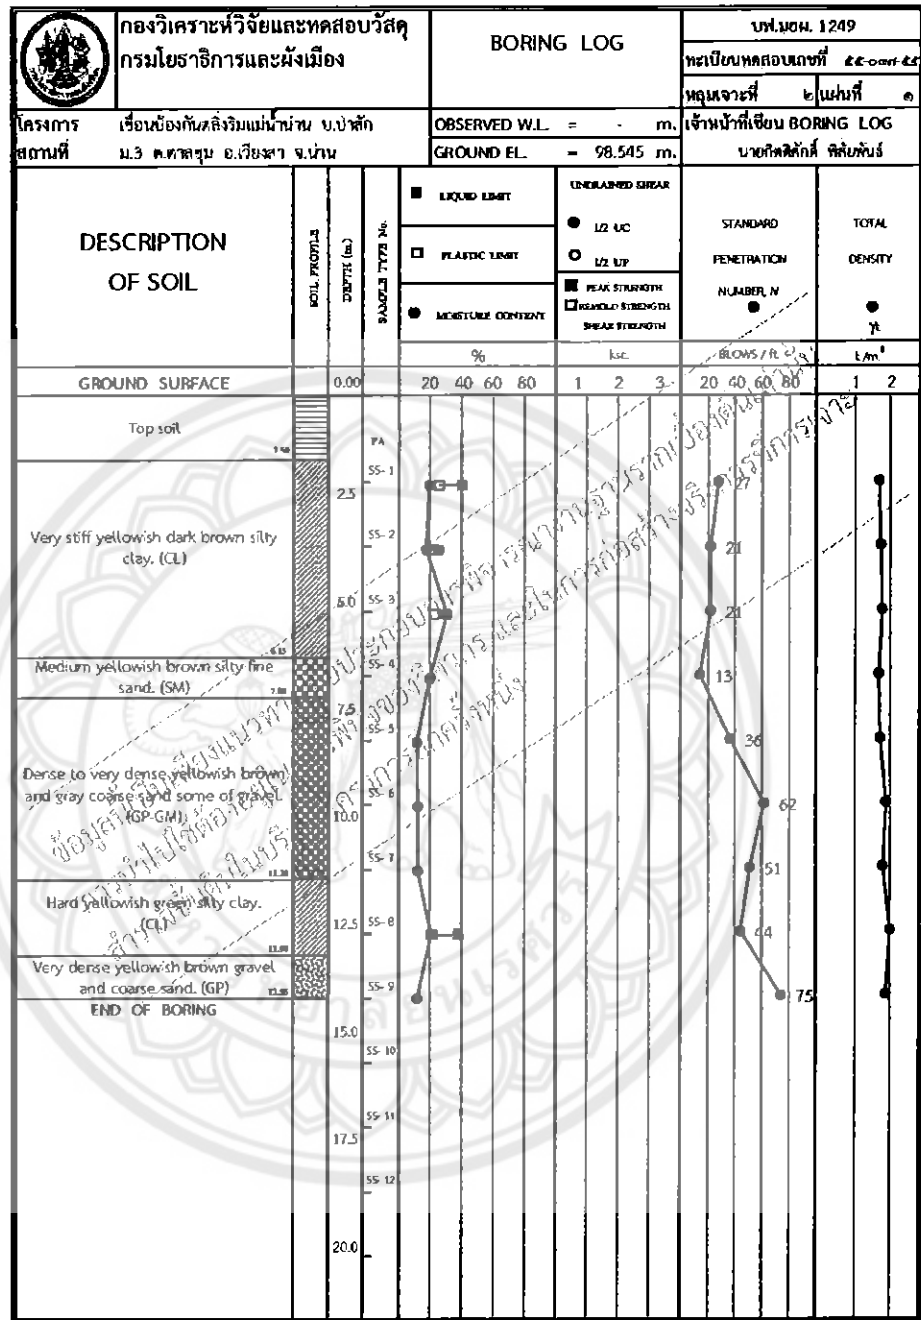 กองวิเคราะห์วิจัยและทดสอบวัสดุ
กรมโยธาธิการและผังเมือง
BORING LOG
บฟ.มยผ. 1249
ทะเบียนทดสอบเลขที่
หลุมเจาะที่ ๒ แผ่นที่ ๑
โครงการ เขื่อนป้องกันตลิ่งริมแม่น้ำน่าน บ.ป่าสัก
OBSERVED W.L. = - m.
เจ้าหน้าที่เขียน BORING LOG
สถานที่ ม.3 ต.ตาลชุม อ.เวียงสา จ.น่าน
GROUND EL. = 98.545 m.
DESCRIPTION
OF SOIL
SOIL PROFILE
DEPTH (m)
SAMPLE TYPE No.
LIQUID LIMIT
PLASTIC LIMIT
MOISTURE CONTENT
UNDRAINED SHEAR
1/2 UC
1/2 UP
PEAK STRENGTH
REMOLD STRENGTH
SHEAR STRENGTH
STANDARD
PENETRATION
NUMBER, N
TOTAL
DENSITY
γt
% ksc. BLOWS / ft. t/m³
GROUND SURFACE 0.00 20 40 60 80 1 2 3 20 40 60 80 1 2
Top soil
PA
SS-1
2.5
27
Very stiff yellowish dark brown silty
clay. (CL)
SS-2
21
5.0
SS-3
21
Medium yellowish brown silty fine
sand. (SM)
SS-4
13
7.5
SS-5
36
Dense to very dense yellowish brown
and gray coarse sand some of gravel.
(GP-GM)
SS-6
10.0
62
SS-7
51
Hard yellowish green silty clay.
(CL)
12.5
SS-8
44
Very dense yellowish brown gravel
and coarse sand. (GP)
SS-9
75
END OF BORING
15.0
SS-10
SS-11
17.5
SS-12
20.0